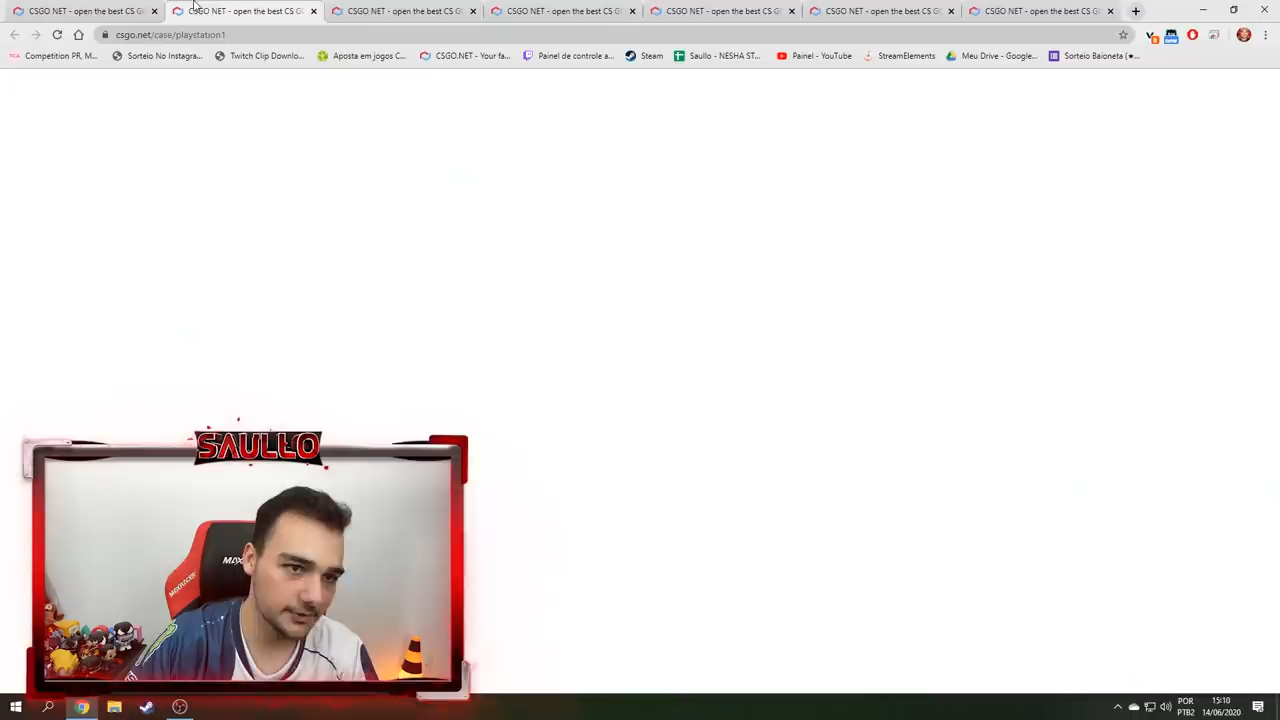 CSGO.NET - open the best CS G
CSGO.NET - open the best CS G
CSGO.NET - open the best CS G
CSGO.NET - open the best CS G
CSGO.NET - open the best CS G
CSGO.NET - open the best CS G
CSGO.NET - open the best CS G
csgo.net/case/playstation1
Competition PR, M...
Sorteio No Instagra...
Twitch Clip Downlo...
Aposta em jogos C...
CSGO.NET - Your fa...
Painel de controle a...
Steam
Saullo - NESHA ST...
Painel - YouTube
StreamElements
Meu Drive - Google...
Sorteio Baioneta (★...
SAULLO
MAX
MAXRACER
POR
PTB2
15:10
14/06/2020